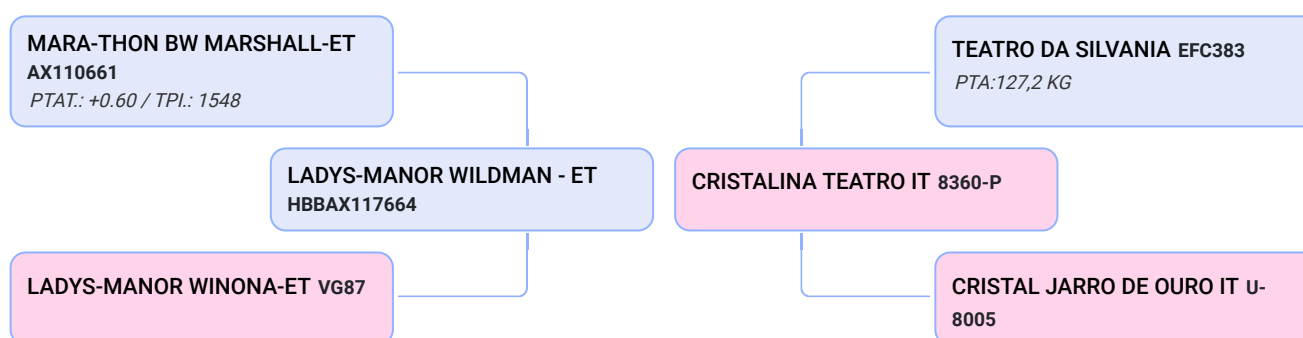 MARA-THON BW MARSHALL-ET
AX110661
PTAT.: +0.60 / TPI.: 1548
TEATRO DA SILVANIA EFC383
PTA:127,2 KG
LADYS-MANOR WILDMAN - ET
HBBAX117664
CRISTALINA TEATRO IT 8360-P
LADYS-MANOR WINONA-ET VG87
CRISTAL JARRO DE OURO IT U-
8005